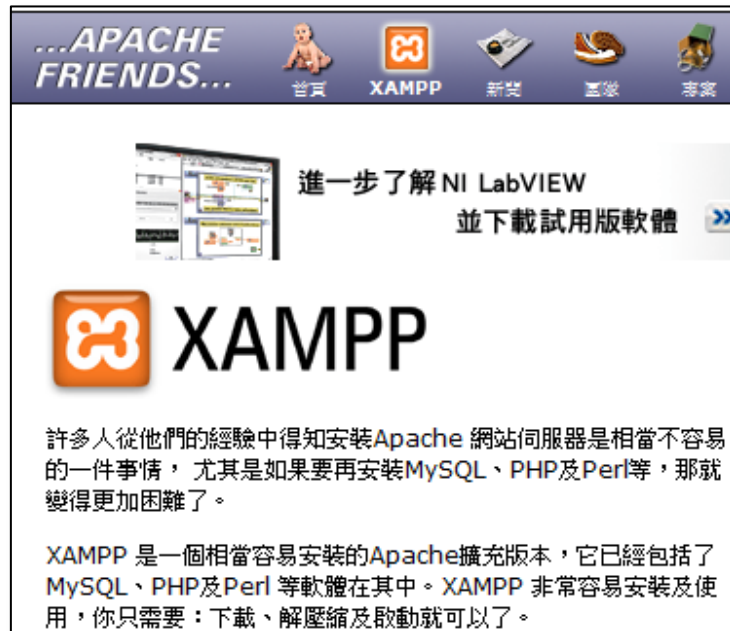 ...APACHE
FRIENDS...
首頁
XAMPP
新聞
團隊
專案
進一步了解 NI LabVIEW
並下載試用版軟體
XAMPP
許多人從他們的經驗中得知安裝Apache 網站伺服器是相當不容易
的一件事情， 尤其是如果要再安裝MySQL、PHP及Perl等，那就
變得更加困難了。
XAMPP 是一個相當容易安裝的Apache擴充版本，它已經包括了
MySQL、PHP及Perl 等軟體在其中。XAMPP 非常容易安裝及使
用，你只需要：下載、解壓縮及啟動就可以了。